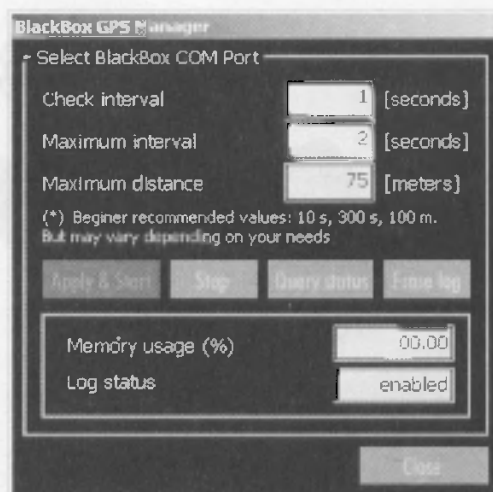 BlackBox GPS Manager
Select BlackBox COM Port
Check interval 1 [seconds]
Maximum interval 2 [seconds]
Maximum distance 75 [meters]
(*) Beginer recommended values: 10 s, 300 s, 100 m.
But may vary depending on your needs
Apply & Start Stop Query status Erase log
Memory usage (%) 00.00
Log status enabled
Close